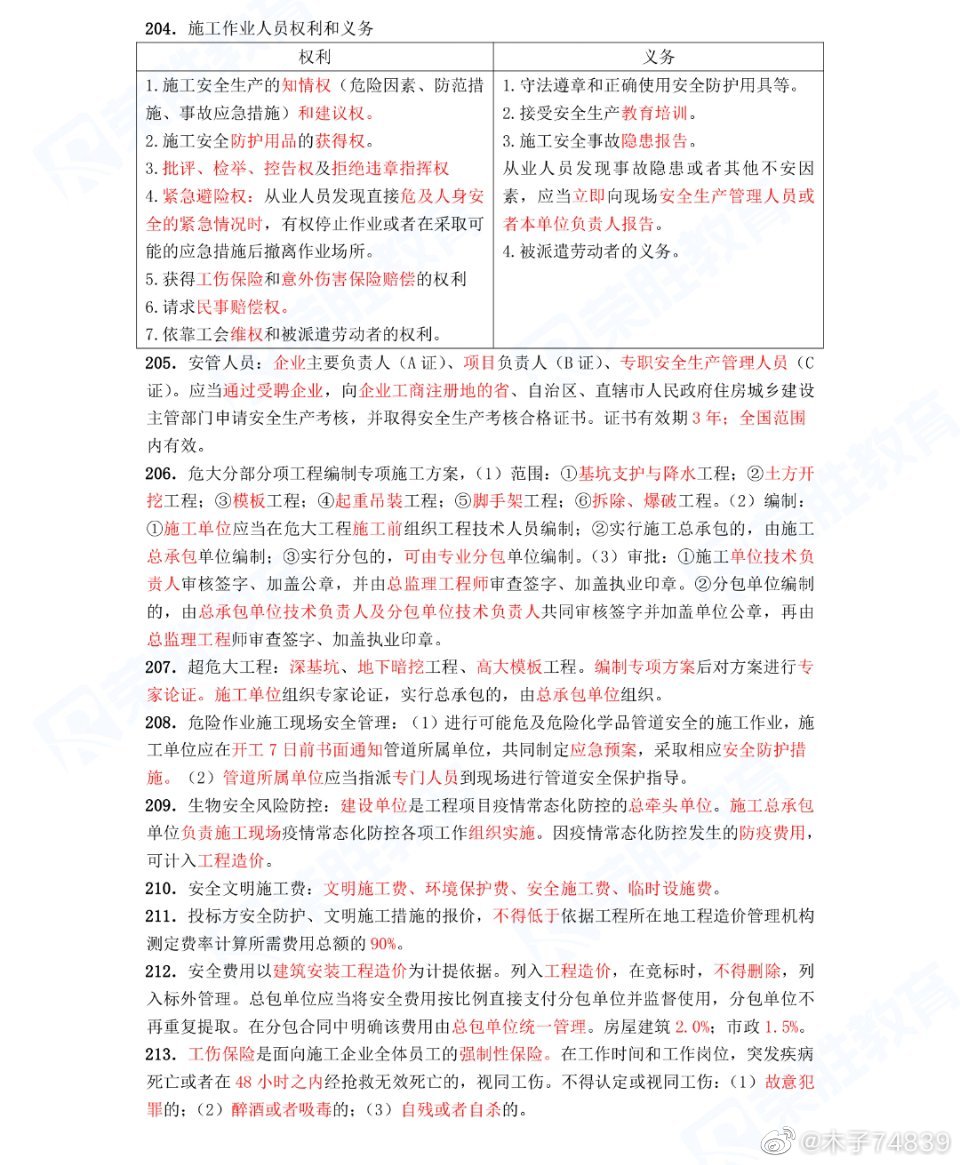 204. 施工作业人员权利和义务
权利
1.施工安全生产的知情权（危险因素、防范措
施、事故应急措施）和建议权。
2.施工安全防护用品的获得权。
3.批评、检举、控告权及拒绝违章指挥权
4.紧急避险权：从业人员发现直接危及人身安
全的紧急情况时，有权停止作业或者在采取可
能的应急措施后撤离作业场所。
5.获得工伤保险和意外伤害保险赔偿的权利
6.请求民事赔偿权。
7.依靠工会维权和被派遣劳动者的权利。
义务
1.守法遵章和正确使用安全防护用具等。
2.接受安全生产教育培训。
3.施工安全事故隐患报告。
从业人员发现事故隐患或者其他不安因
素，应当立即向现场安全生产管理人员或
者本单位负责人报告。
4.被派遣劳动者的义务。
205. 安管人员：企业主要负责人（A 证）、项目负责人（B 证）、专职安全生产管理人员（C
证）。应当通过受聘企业，向企业工商注册地的省、自治区、直辖市人民政府住房城乡建设
主管部门申请安全生产考核，并取得安全生产考核合格证书。证书有效期 3 年；全国范围
内有效。
206. 危大分部分项工程编制专项施工方案，（1）范围：①基坑支护与降水工程；②土方开
挖工程；③模板工程；④起重吊装工程；⑤脚手架工程；⑥拆除、爆破工程。（2）编制：
①施工单位应当在危大工程施工前组织工程技术人员编制；②实行施工总承包的，由施工
总承包单位编制；③实行分包的，可由专业分包单位编制。（3）审批：①施工单位技术负
责人审核签字、加盖公章，并由总监理工程师审查签字、加盖执业印章。②分包单位编制
的，由总承包单位技术负责人及分包单位技术负责人共同审核签字并加盖单位公章，再由
总监理工程师审查签字、加盖执业印章。
207. 超危大工程：深基坑、地下暗挖工程、高大模板工程。编制专项方案后对方案进行专
家论证。施工单位组织专家论证，实行总承包的，由总承包单位组织。
208. 危险作业施工现场安全管理：（1）进行可能危及危险化学品管道安全的施工作业，施
工单位应在开工 7 日前书面通知管道所属单位，共同制定应急预案，采取相应安全防护措
施。（2）管道所属单位应当指派专门人员到现场进行管道安全保护指导。
209. 生物安全风险防控：建设单位是工程项目疫情常态化防控的总牵头单位。施工总承包
单位负责施工现场疫情常态化防控各项工作组织实施。因疫情常态化防控发生的防疫费用，
可计入工程造价。
210. 安全文明施工费：文明施工费、环境保护费、安全施工费、临时设施费。
211. 投标方安全防护、文明施工措施的报价，不得低于依据工程所在地工程造价管理机构
测定费率计算所需费用总额的 90%。
212. 安全费用以建筑安装工程造价为计提依据。列入工程造价，在竞标时，不得删除，列
入标外管理。总包单位应当将安全费用按比例直接支付分包单位并监督使用，分包单位不
再重复提取。在分包合同中明确该费用由总包单位统一管理。房屋建筑 2.0%；市政 1.5%。
213. 工伤保险是面向施工企业全体员工的强制性保险。在工作时间和工作岗位，突发疾病
死亡或者在 48 小时之内经抢救无效死亡的，视同工伤。不得认定或视同工伤：（1）故意犯
罪的；（2）醉酒或者吸毒的；（3）自残或者自杀的。
荣胜教育
@木子74839